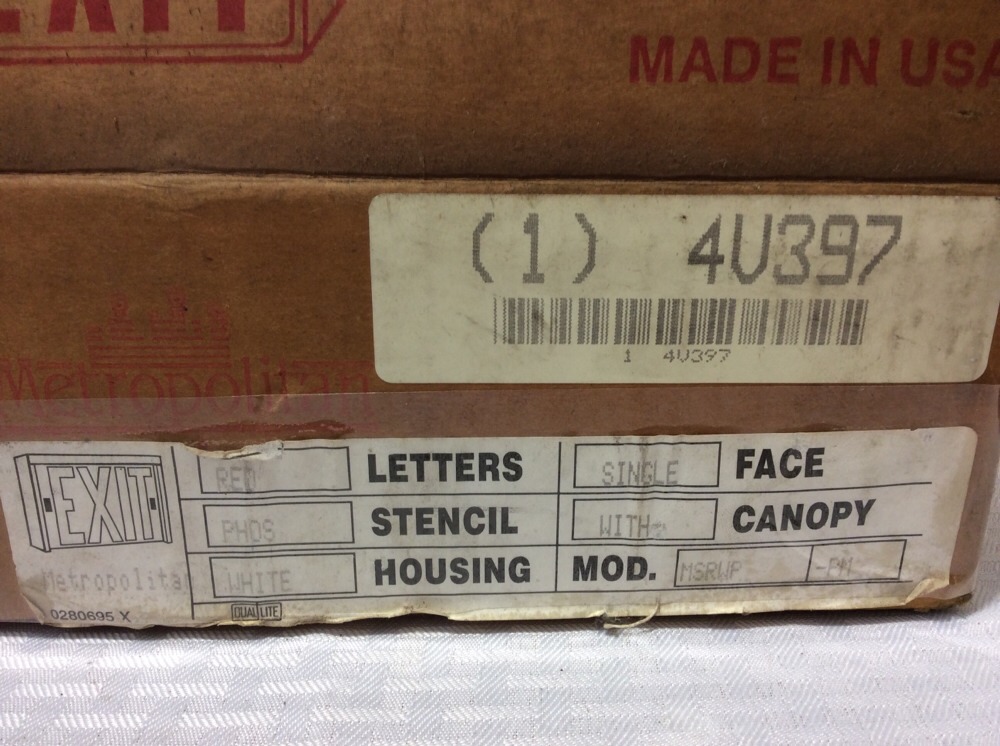 EXIT
MADE IN USA
(1) 4V397
1 4V397
Metropolitan
EXIT
RED LETTERS SINGLE FACE
PHOS STENCIL WITH CANOPY
WHITE HOUSING MOD. MSRWP -PM
Metropolitan
0280695 X
DUAL LITE